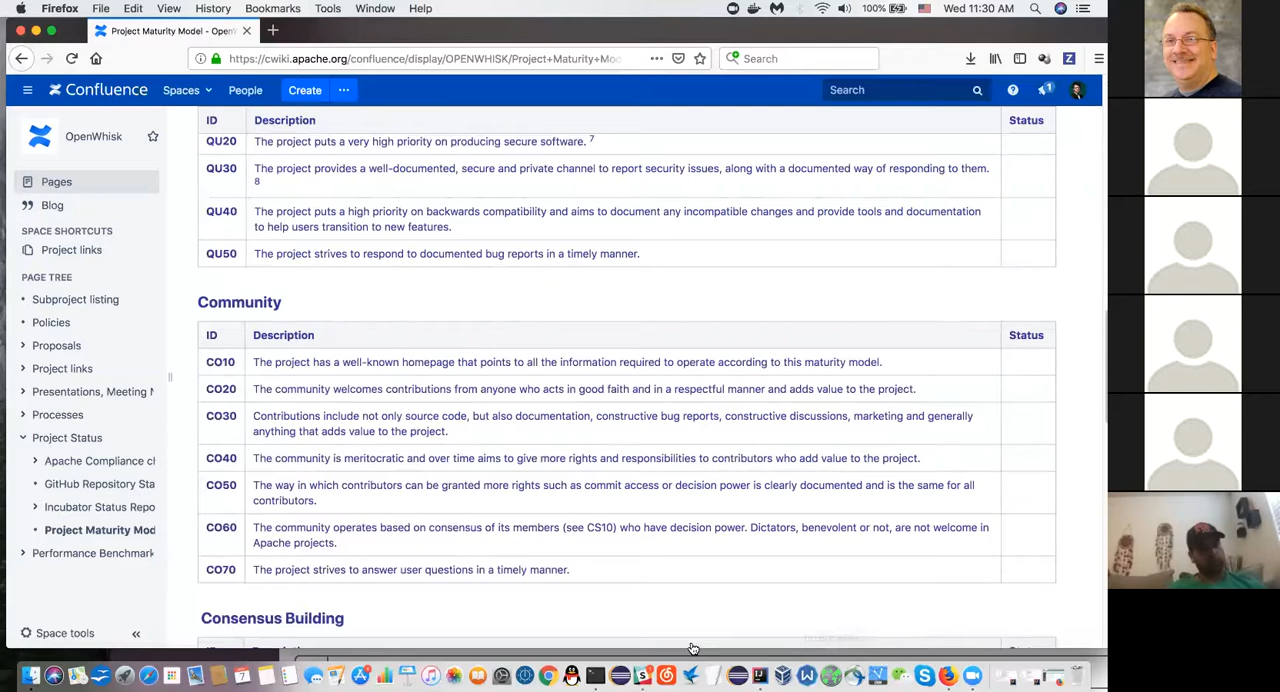 Firefox File Edit View History Bookmarks Tools Window Help 100% Wed 11:30 AM
Project Maturity Model - Open
https://cwiki.apache.org/confluence/display/OPENWHISK/Project+Maturity+Mo Search
Confluence Spaces People Create Search 1
OpenWhisk
Pages
Blog
SPACE SHORTCUTS
Project links
PAGE TREE
Subproject listing
Policies
Proposals
Project links
Presentations, Meeting
Processes
Project Status
Apache Compliance ch
GitHub Repository Sta
Incubator Status Repo
Project Maturity Mod
Performance Benchmark
Space tools
ID Description Status
QU20 The project puts a very high priority on producing secure software. 7
QU30 The project provides a well-documented, secure and private channel to report security issues, along with a documented way of responding to them.
8
QU40 The project puts a high priority on backwards compatibility and aims to document any incompatible changes and provide tools and documentation
to help users transition to new features.
QU50 The project strives to respond to documented bug reports in a timely manner.
Community
ID Description Status
CO10 The project has a well-known homepage that points to all the information required to operate according to this maturity model.
CO20 The community welcomes contributions from anyone who acts in good faith and in a respectful manner and adds value to the project.
CO30 Contributions include not only source code, but also documentation, constructive bug reports, constructive discussions, marketing and generally
anything that adds value to the project.
CO40 The community is meritocratic and over time aims to give more rights and responsibilities to contributors who add value to the project.
CO50 The way in which contributors can be granted more rights such as commit access or decision power is clearly documented and is the same for all
contributors.
CO60 The community operates based on consensus of its members (see CS10) who have decision power. Dictators, benevolent or not, are not welcome in
Apache projects.
CO70 The project strives to answer user questions in a timely manner.
Consensus Building